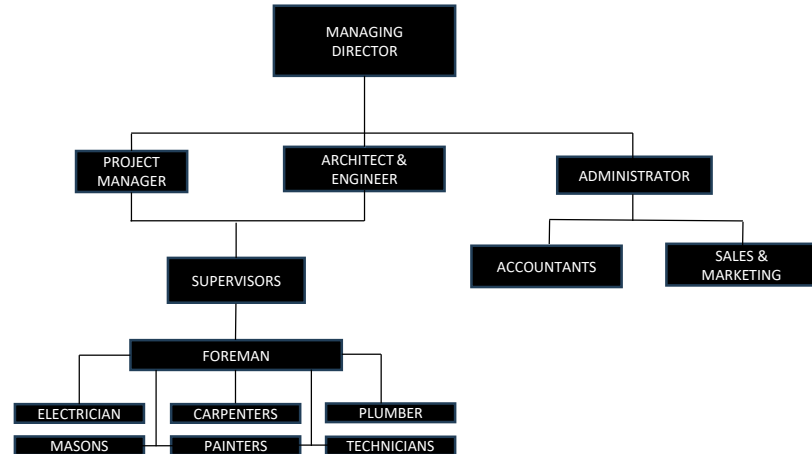 MANAGING
DIRECTOR
PROJECT
MANAGER
ARCHITECT &
ENGINEER
ADMINISTRATOR
SUPERVISORS
ACCOUNTANTS
SALES &
MARKETING
FOREMAN
ELECTRICIAN
CARPENTERS
PLUMBER
MASONS
PAINTERS
TECHNICIANS